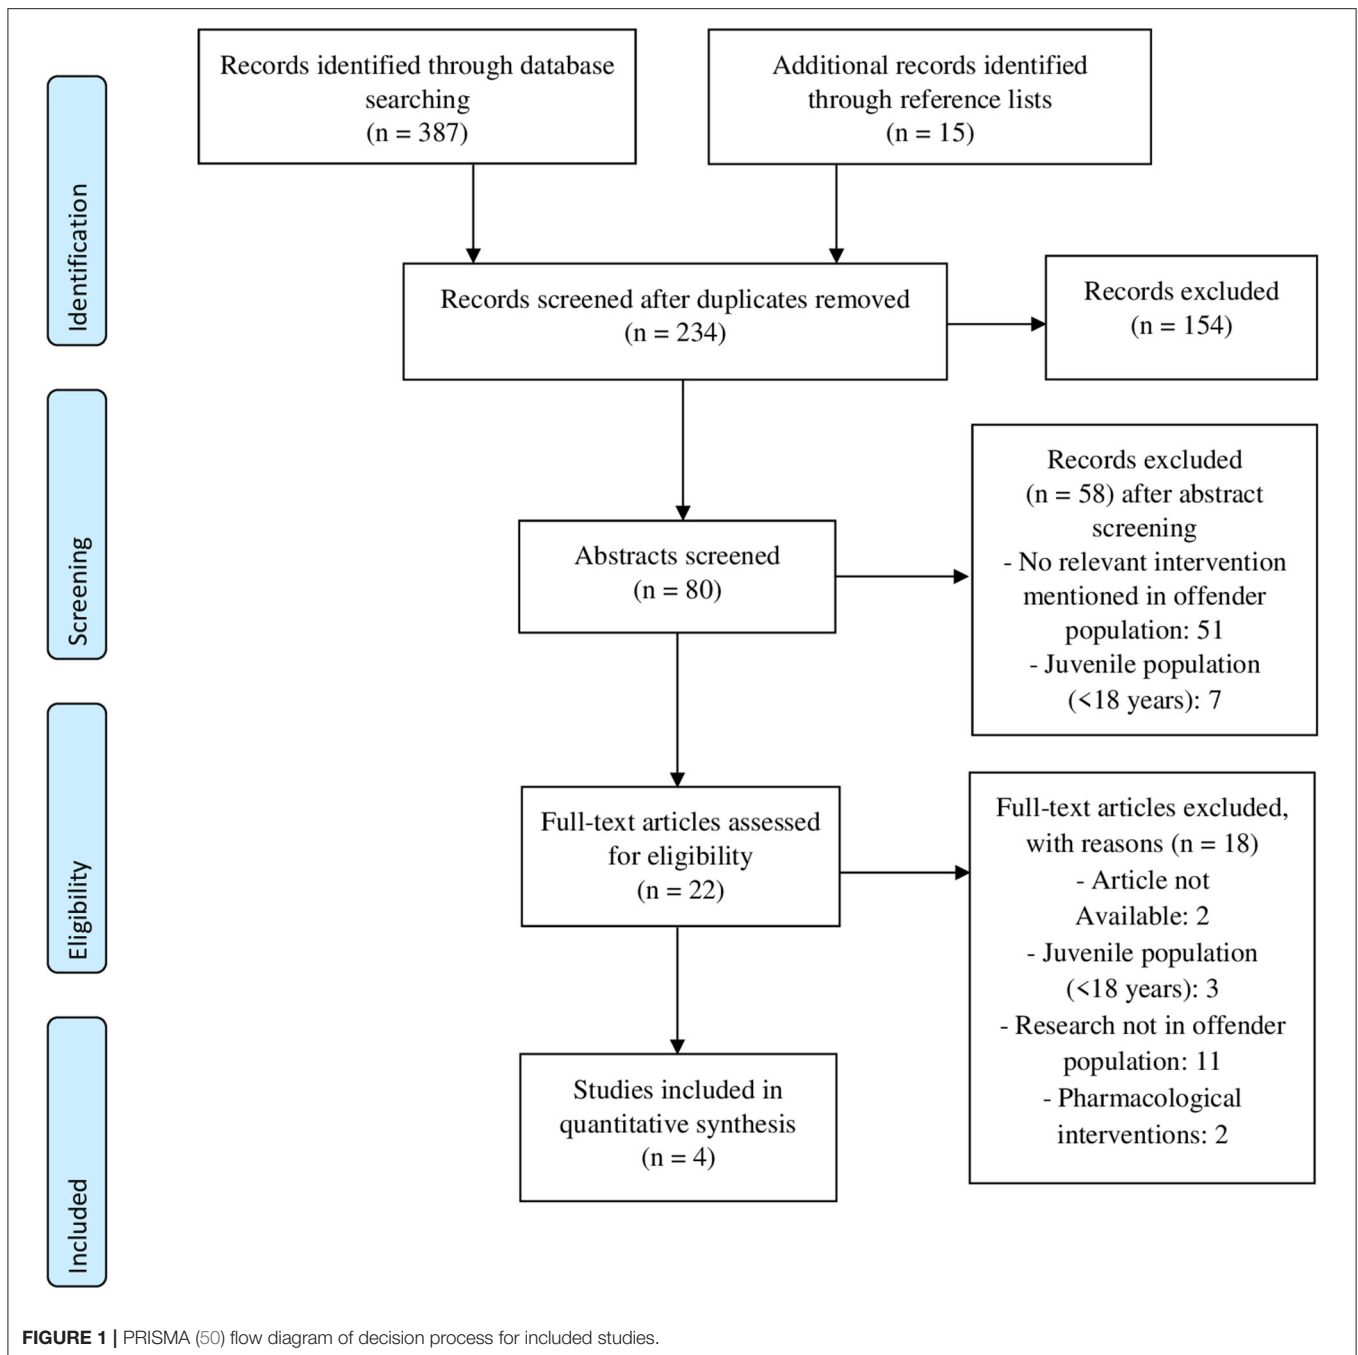 Records identified through database
searching
(n = 387)
Additional records identified
through reference lists
(n = 15)
Identification
Records screened after duplicates removed
(n = 234)
Records excluded
(n = 154)
Screening
Abstracts screened
(n = 80)
Records excluded
(n = 58) after abstract
screening
- No relevant intervention
mentioned in offender
population: 51
- Juvenile population
(<18 years): 7
Eligibility
Full-text articles assessed
for eligibility
(n = 22)
Full-text articles excluded,
with reasons (n = 18)
- Article not
Available: 2
- Juvenile population
(<18 years): 3
- Research not in offender
population: 11
- Pharmacological
interventions: 2
Included
Studies included in
quantitative synthesis
(n = 4)
FIGURE 1 | PRISMA (50) flow diagram of decision process for included studies.